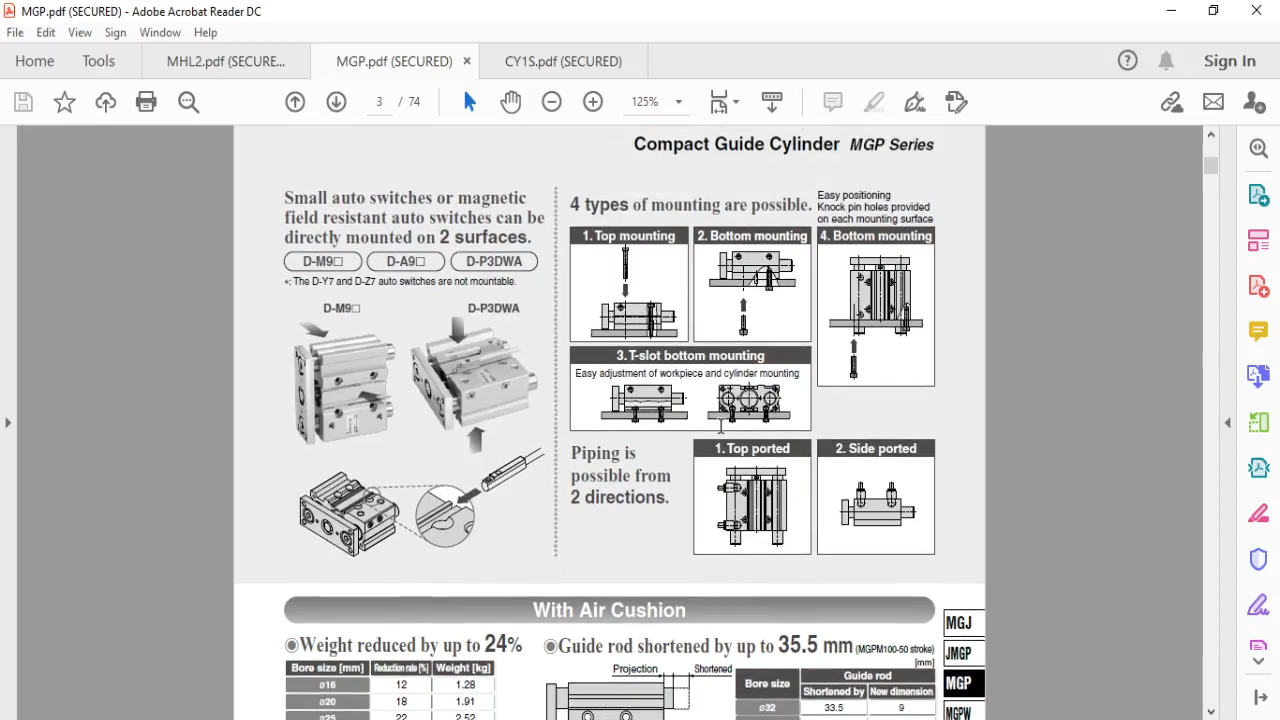 MGP.pdf (SECURED) - Adobe Acrobat Reader DC
File Edit View Sign Window Help
Home Tools MHL2.pdf (SECURE... MGP.pdf (SECURED) × CY1S.pdf (SECURED) Sign In
3 / 74 125%
Compact Guide Cylinder MGP Series
Small auto switches or magnetic
field resistant auto switches can be
directly mounted on 2 surfaces.
D-M9□ D-A9□ D-P3DWA
∗: The D-Y7 and D-Z7 auto switches are not mountable.
D-M9□ D-P3DWA
4 types of mounting are possible.
Easy positioning
Knock pin holes provided
on each mounting surface
1. Top mounting 2. Bottom mounting 4. Bottom mounting
3. T-slot bottom mounting
Easy adjustment of workpiece and cylinder mounting
Piping is
possible from
2 directions.
1. Top ported 2. Side ported
With Air Cushion
◉Weight reduced by up to 24%
Bore size [mm] Reduction rate [%] Weight [kg]
ø16 12 1.28
ø20 18 1.91
ø25 22 2.52
◉Guide rod shortened by up to 35.5 mm (MGPM100-50 stroke)
[mm]
Projection Shortened
Bore size Guide rod
Shortened by New dimension
ø32 33.5 9
MGJ
JMGP
MGP
MGPW